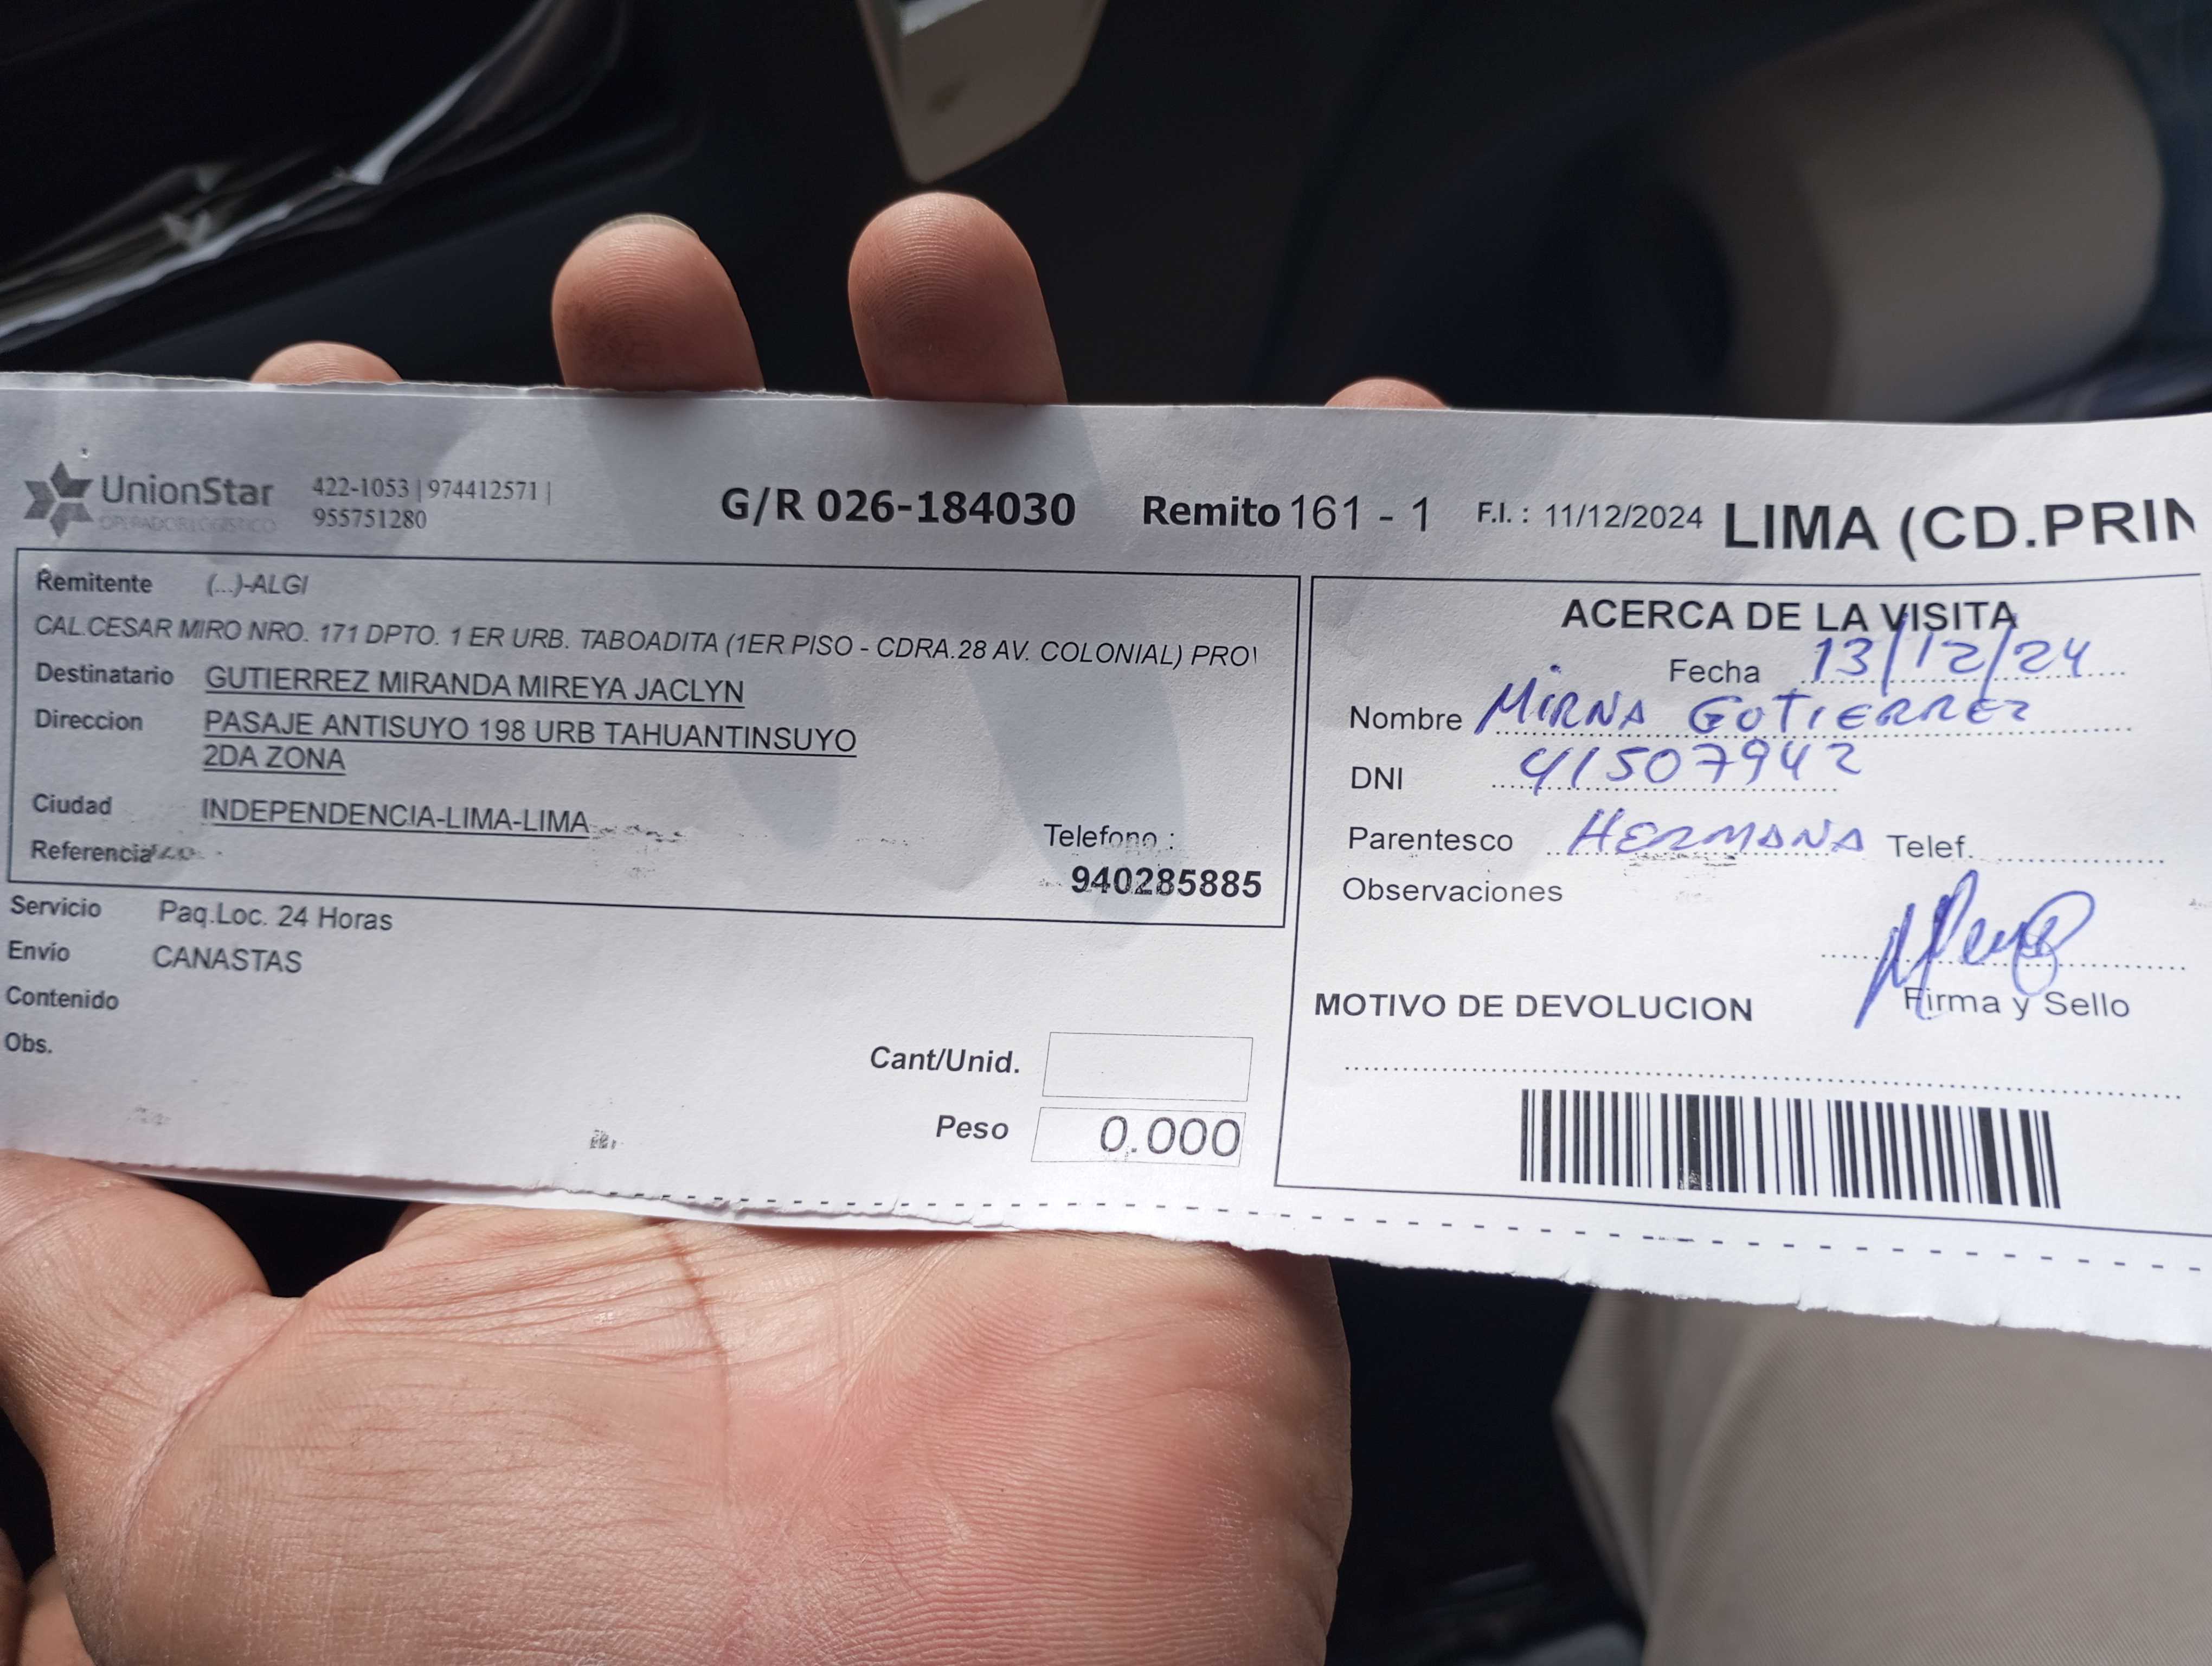 UnionStar
OPERADOR LOGISTICO
422-1053 | 974412571 |
955751280
G/R 026-184030 Remito 161 - 1 F.I. : 11/12/2024 LIMA (CD.PRIN
Remitente (...)-ALGI
CAL.CESAR MIRO NRO. 171 DPTO. 1 ER URB. TABOADITA (1ER PISO - CDRA.28 AV. COLONIAL) PROV
Destinatario GUTIERREZ MIRANDA MIREYA JACLYN
Direccion PASAJE ANTISUYO 198 URB TAHUANTINSUYO
2DA ZONA
Ciudad INDEPENDENCIA-LIMA-LIMA
Referencia
Telefono :
940285885
Servicio Paq.Loc. 24 Horas
Envío CANASTAS
Contenido
Obs.
Cant/Unid.
Peso 0.000
ACERCA DE LA VISITA
Fecha 13/12/24
Nombre MIRNA GUTIERREZ
DNI 41507942
Parentesco HERMANA Telef.
Observaciones
Firma y Sello
MOTIVO DE DEVOLUCION